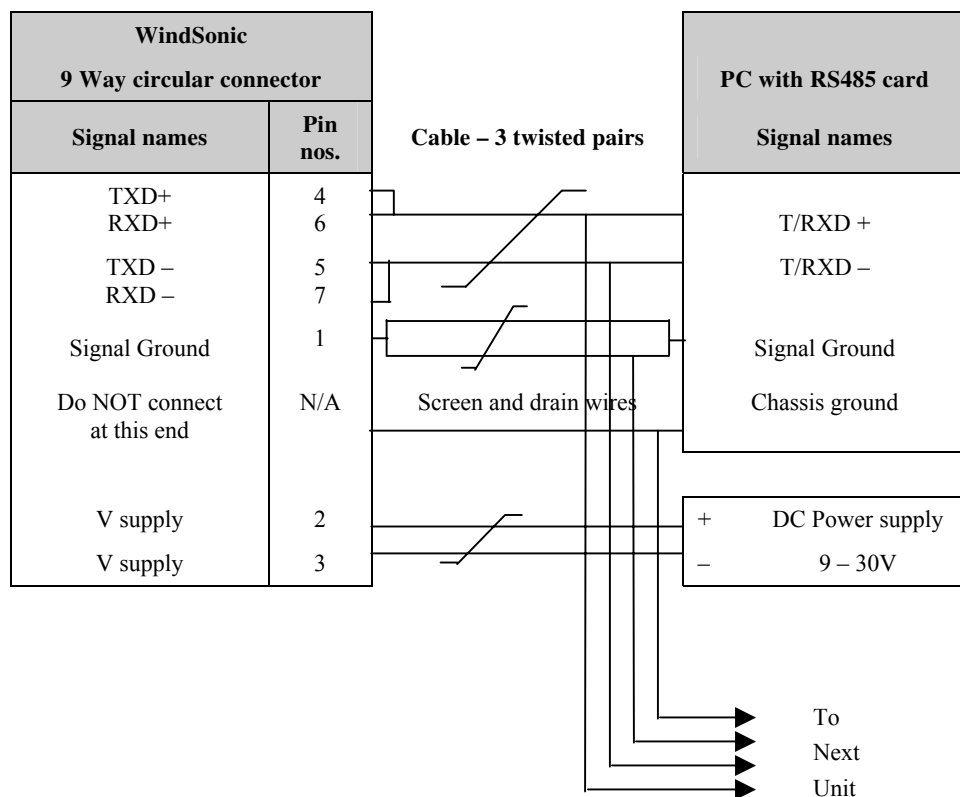 WindSonic
9 Way circular connector
PC with RS485 card
Signal names
Pin
nos.
Cable – 3 twisted pairs
Signal names
TXD+ 4
RXD+ 6 T/RXD +
TXD – 5 T/RXD –
RXD – 7
Signal Ground 1 Signal Ground
Do NOT connect
at this end
N/A Screen and drain wires Chassis ground
V supply 2 + DC Power supply
V supply 3 – 9 – 30V
To
Next
Unit